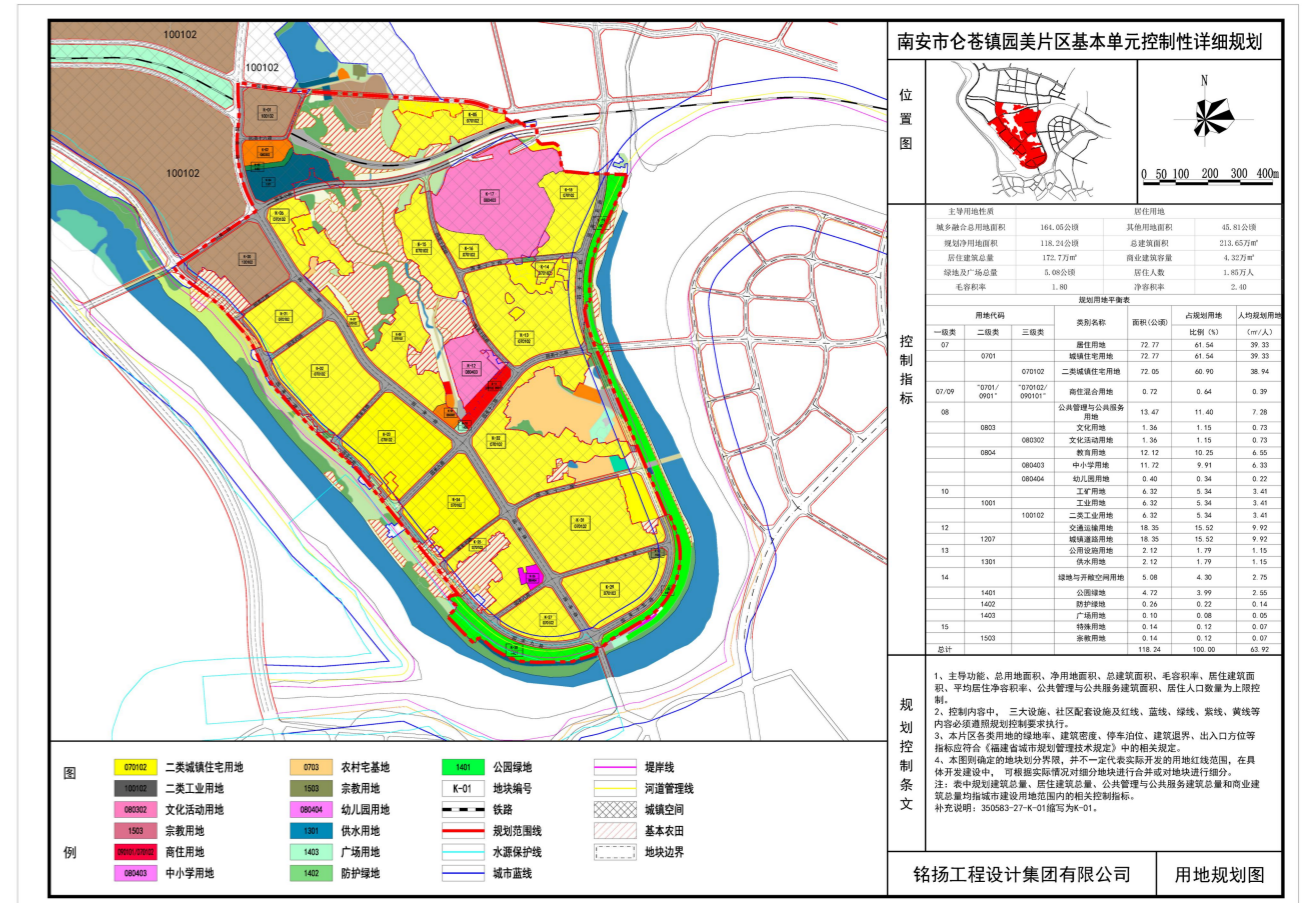 南安市仑苍镇园美片区基本单元控制性详细规划
位置图
N
0 50 100 200 300 400m
控制指标
主导用地性质 居住用地
城乡融合总用地面积 164.05公顷 其他用地面积 45.81公顷
规划净用地面积 118.24公顷 总建筑面积 213.65万㎡
居住建筑总量 172.7万㎡ 商业建筑容量 4.32万㎡
绿地及广场总量 5.08公顷 居住人数 1.85万人
毛容积率 1.80 净容积率 2.40
规划用地平衡表
用地代码 类别名称 面积(公顷) 占规划用地 人均规划用地
一级类 二级类 三级类 比例(%) (㎡/人)
07 居住用地 72.77 61.54 39.33
0701 城镇住宅用地 72.77 61.54 39.33
070102 二类城镇住宅用地 72.05 60.90 38.94
07/09 "0701/0901" "070102/090101" 商住混合用地 0.72 0.64 0.39
08 公共管理与公共服务用地 13.47 11.40 7.28
0803 文化用地 1.36 1.15 0.73
080302 文化活动用地 1.36 1.15 0.73
0804 教育用地 12.12 10.25 6.55
080403 中小学用地 11.72 9.91 6.33
080404 幼儿园用地 0.40 0.34 0.22
10 工矿用地 6.32 5.34 3.41
1001 工业用地 6.32 5.34 3.41
100102 二类工业用地 6.32 5.34 3.41
12 交通运输用地 18.35 15.52 9.92
1207 城镇道路用地 18.35 15.52 9.92
13 公用设施用地 2.12 1.79 1.15
1301 供水用地 2.12 1.79 1.15
14 绿地与开敞空间用地 5.08 4.30 2.75
1401 公园绿地 4.72 3.99 2.55
1402 防护绿地 0.26 0.22 0.14
1403 广场用地 0.10 0.08 0.05
15 特殊用地 0.14 0.12 0.07
1503 宗教用地 0.14 0.12 0.07
总计 118.24 100.00 63.92
规划控制条文
1、主导功能、总用地面积、净用地面积、总建筑面积、毛容积率、居住建筑面
积、平均居住净容积率、公共管理与公共服务建筑面积、居住人口数量为上限控
制。
2、控制内容中， 三大设施、社区配套设施及红线、蓝线、绿线、紫线、黄线等
内容必须遵照规划控制要求执行。
3、本片区各类用地的绿地率、建筑密度、停车泊位、建筑退界、出入口方位等
指标应符合《福建省城市规划管理技术规定》中的相关规定。
4、本图则确定的地块划分界限，并不一定代表实际开发的用地红线范围，在具
体开发建设中， 可根据实际情况对细分地块进行合并或对地块进行细分。
注：表中规划建筑总量、居住建筑总量、公共管理与公共服务建筑总量和商业建
筑总量均指城市建设用地范围内的相关控制指标。
补充说明：350583-27-K-01缩写为K-01。
铭扬工程设计集团有限公司
用地规划图
100102
100102
100102
K-17
080403
K-16
070102
K-14
070102
K-13
070102
K-12
080403
K-02
070102
K-03
070102
K-04
070102
图例
070102 二类城镇住宅用地
100102 二类工业用地
080302 文化活动用地
1503 宗教用地
090101/070102 商住用地
080403 中小学用地
0703 农村宅基地
1503 宗教用地
080404 幼儿园用地
1301 供水用地
1403 广场用地
1402 防护绿地
1401 公园绿地
K-01 地块编号
铁路
规划范围线
水源保护线
城市蓝线
堤岸线
河道管理线
城镇空间
基本农田
地块边界